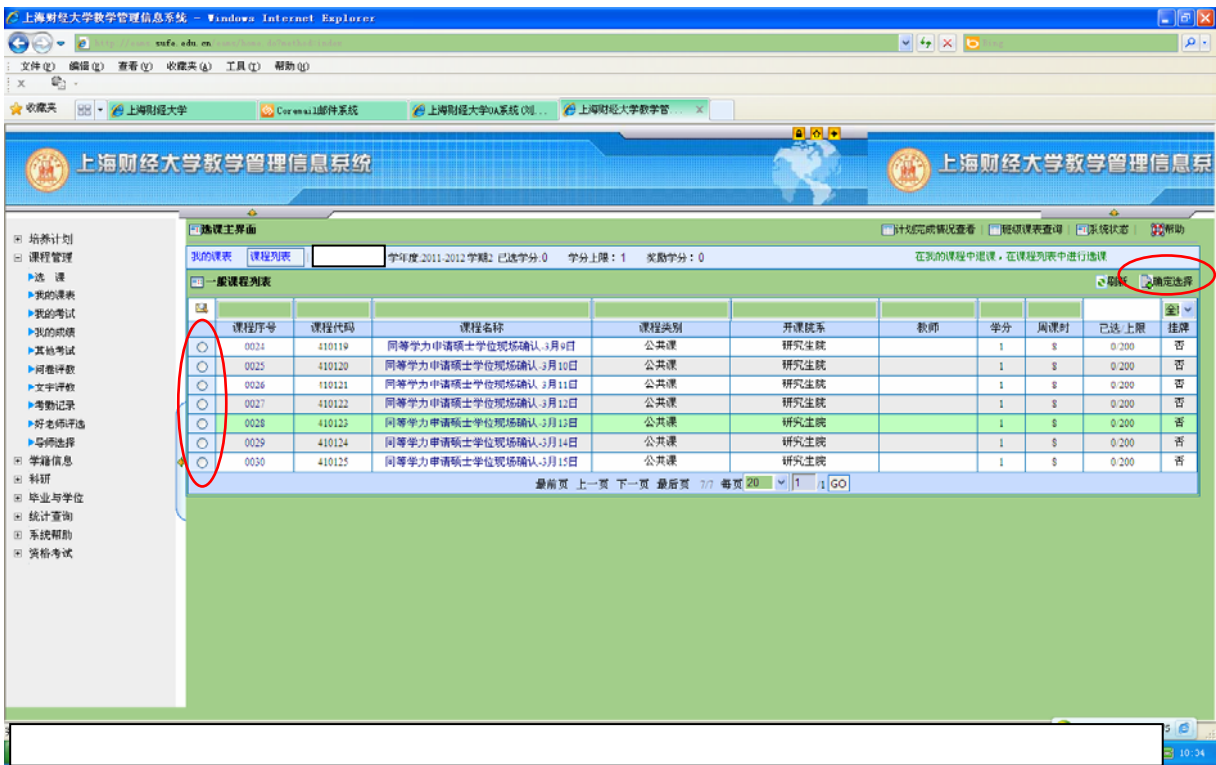 上海财经大学教学管理信息系统 - Windows Internet Explorer
sufe.edu.cn
文件(F) 编辑(E) 查看(V) 收藏夹(A) 工具(T) 帮助(H)
x
收藏夹 上海财经大学 Coremail邮件系统 上海财经大学OA系统(刘... 上海财经大学教学管... x
上海财经大学教学管理信息系统 上海财经大学教学管理信息系
培养计划
课程管理
选 课
我的课表
我的考试
我的成绩
其他考试
问卷评教
文字评教
考勤记录
好老师评选
导师选择
学籍信息
科研
毕业与学位
统计查询
系统帮助
资格考试
选课主界面 计划完成情况查看 班级课表查询 系统状态 帮助
我的课表 课程列表 学年度:2011-2012 学期2 已选学分:0 学分上限:1 奖励学分:0 在我的课程中退课,在课程列表中进行选课
一般课程列表 刷新 确定选择
全
课程序号 课程代码 课程名称 课程类别 开课院系 教师 学分 周课时 已选/上限 挂牌
0024 410119 同等学力申请硕士学位现场确认-3月9日 公共课 研究生院 1 8 0/200 否
0025 410120 同等学力申请硕士学位现场确认-3月10日 公共课 研究生院 1 8 0/200 否
0026 410121 同等学力申请硕士学位现场确认-3月11日 公共课 研究生院 1 8 0/200 否
0027 410122 同等学力申请硕士学位现场确认-3月12日 公共课 研究生院 1 8 0/200 否
0028 410123 同等学力申请硕士学位现场确认-3月13日 公共课 研究生院 1 8 0/200 否
0029 410124 同等学力申请硕士学位现场确认-3月14日 公共课 研究生院 1 8 0/200 否
0030 410125 同等学力申请硕士学位现场确认-3月15日 公共课 研究生院 1 8 0/200 否
最前页 上一页 下一页 最后页 7/7 每页 20 1 /1 GO
10:34